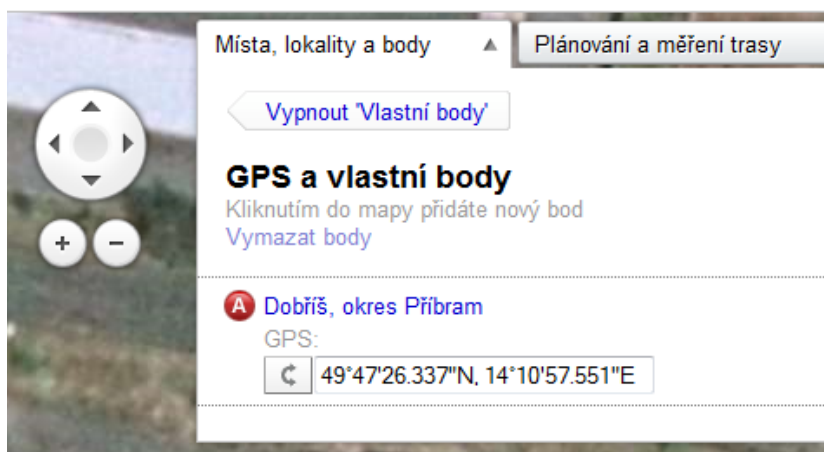 Místa, lokality a body
Plánování a měření trasy
Vypnout 'Vlastní body'
GPS a vlastní body
Kliknutím do mapy přidáte nový bod
Vymazat body
A Dobříš, okres Příbram
GPS:
49°47'26.337"N, 14°10'57.551"E